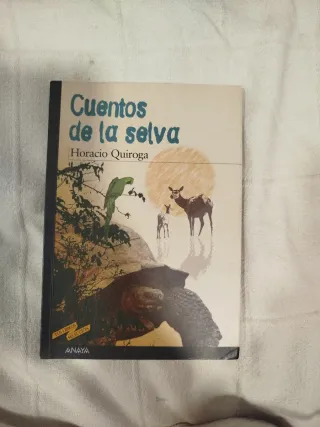 Cuentos
de la selva
Horacio Quiroga
ANAYA